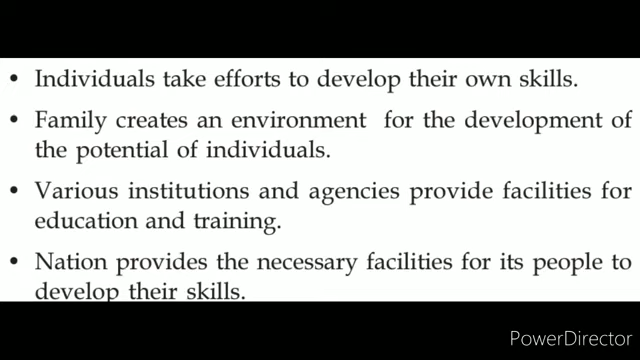 • Individuals take efforts to develop their own skills.
• Family creates an environment for the development of
the potential of individuals.
• Various institutions and agencies provide facilities for
education and training.
• Nation provides the necessary facilities for its people to
develop their skills.
PowerDirector